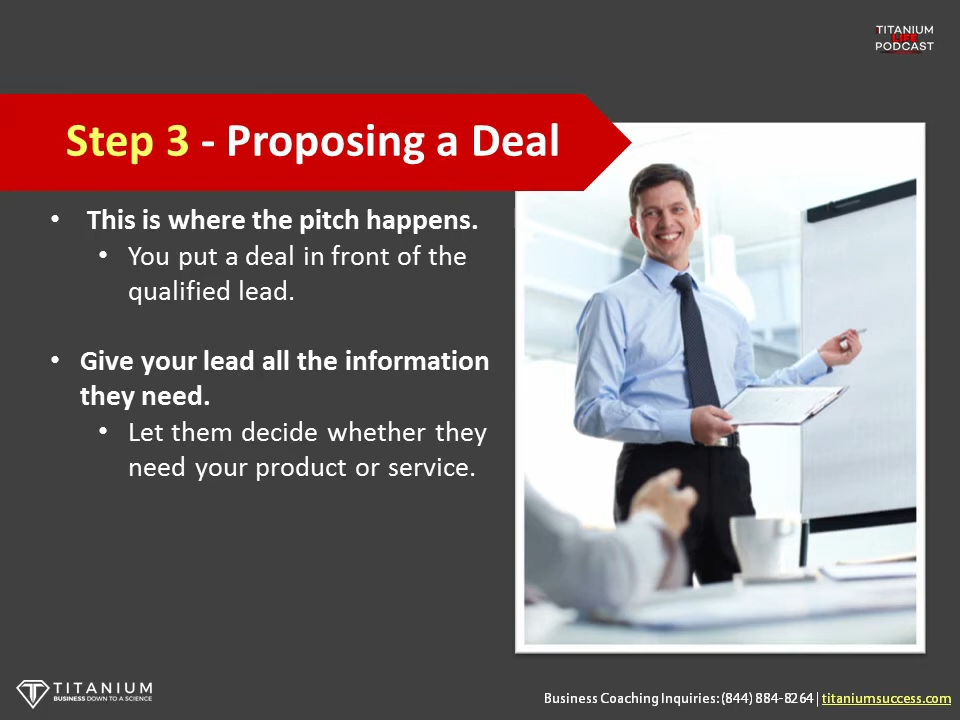 TITANIUM
LIFE
PODCAST
Step 3 - Proposing a Deal
• This is where the pitch happens.
• You put a deal in front of the
qualified lead.
• Give your lead all the information
they need.
• Let them decide whether they
need your product or service.
TITANIUM
BUSINESS DOWN TO A SCIENCE
Business Coaching Inquiries: (844) 884-8264 | titaniumsuccess.com